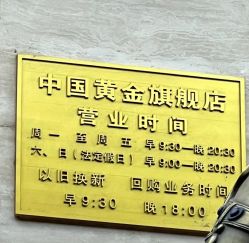 中国黄金旗舰店
营业时间
周一至周五 早9:30—晚20:30
六、日(法定假日) 早9:00—晚20:30
以旧换新 回购业务时间
早9:30 晚18:00